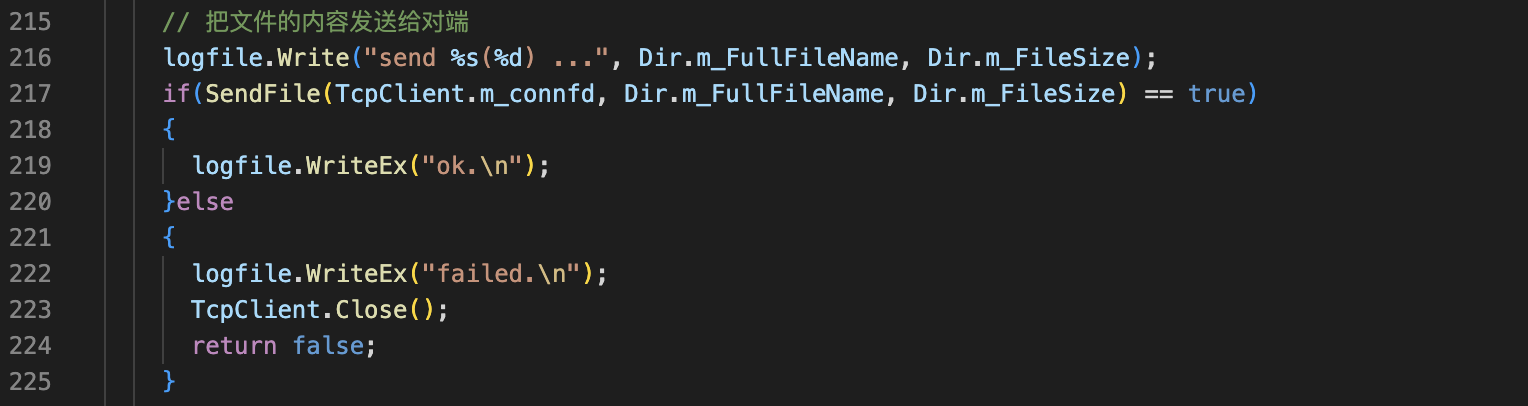 215 // 把文件的内容发送给对端
216 logfile.Write("send %s(%d) ...", Dir.m_FullFileName, Dir.m_FileSize);
217 if(SendFile(TcpClient.m_connfd, Dir.m_FullFileName, Dir.m_FileSize) == true)
218 {
219   logfile.WriteEx("ok.\n");
220 }else
221 {
222   logfile.WriteEx("failed.\n");
223   TcpClient.Close();
224   return false;
225 }